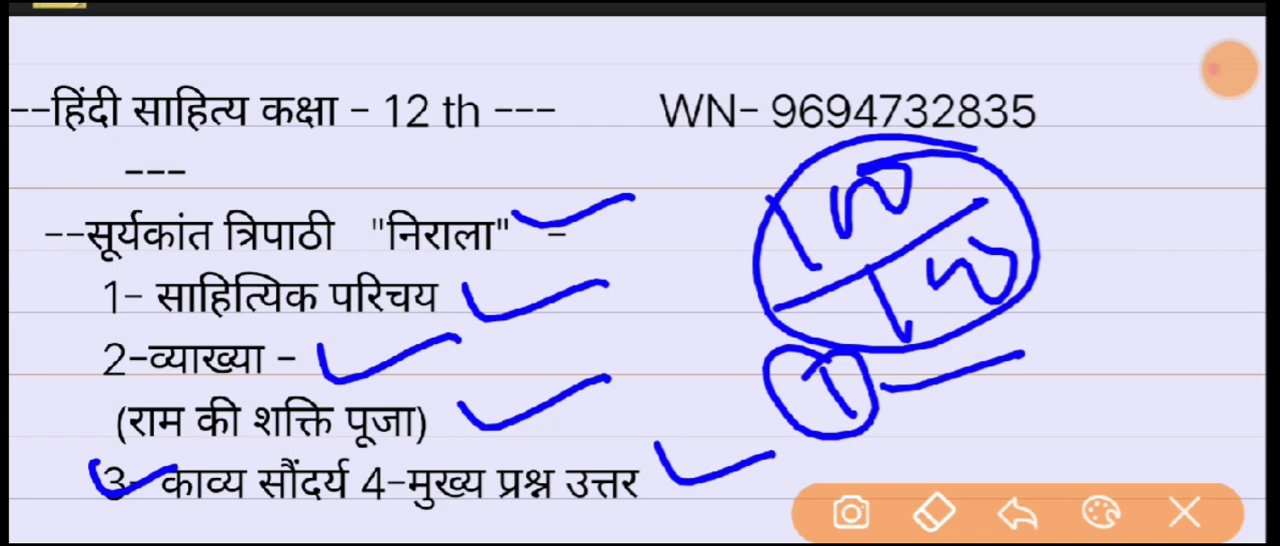 --हिंदी साहित्य कक्षा - 12 th --- WN- 9694732835
---
--सूर्यकांत त्रिपाठी "निराला" -
1- साहित्यिक परिचय
2-व्याख्या -
(राम की शक्ति पूजा)
3- काव्य सौंदर्य 4-मुख्य प्रश्न उत्तर